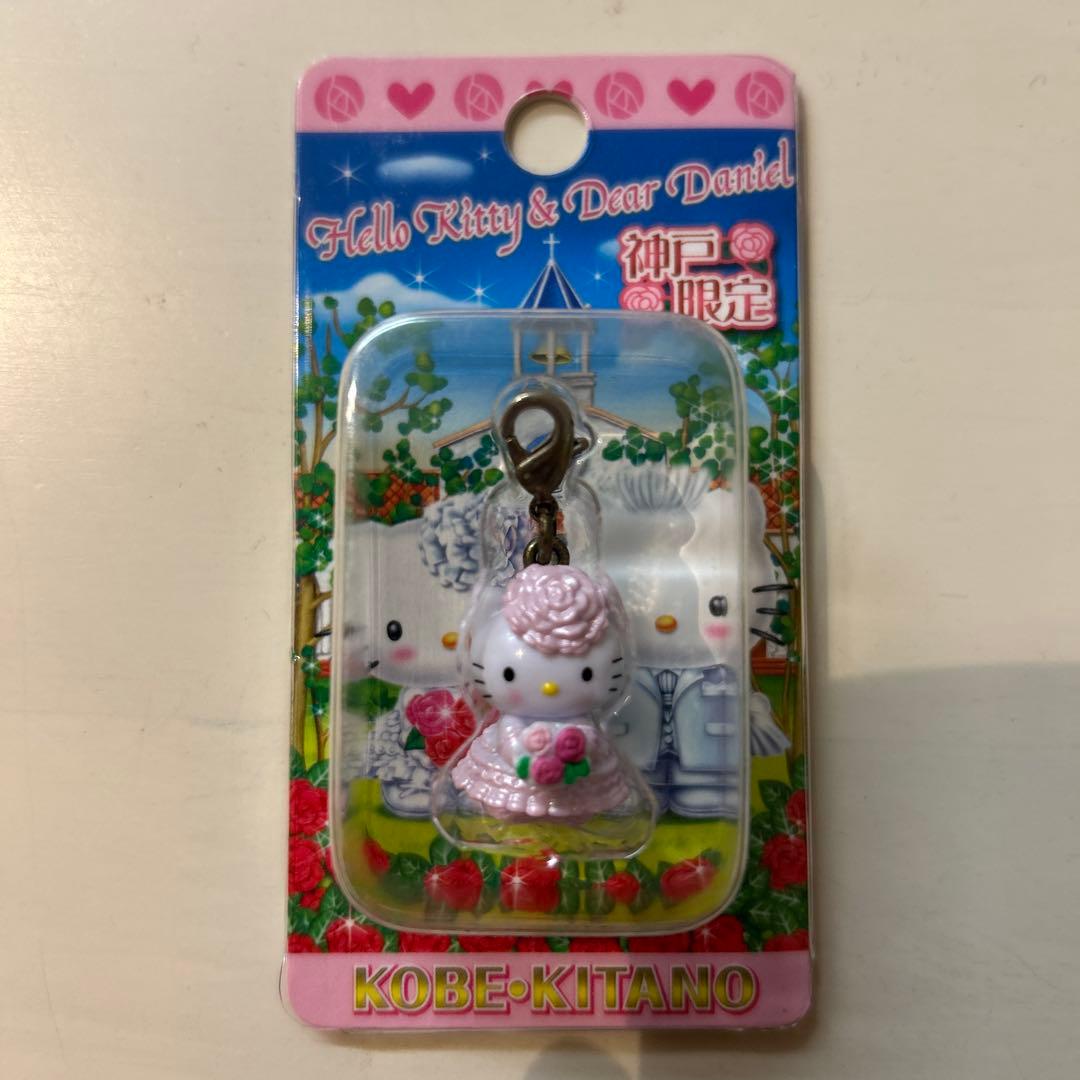 Hello Kitty & Dear Daniel
神戸
限定
KOBE•KITANO